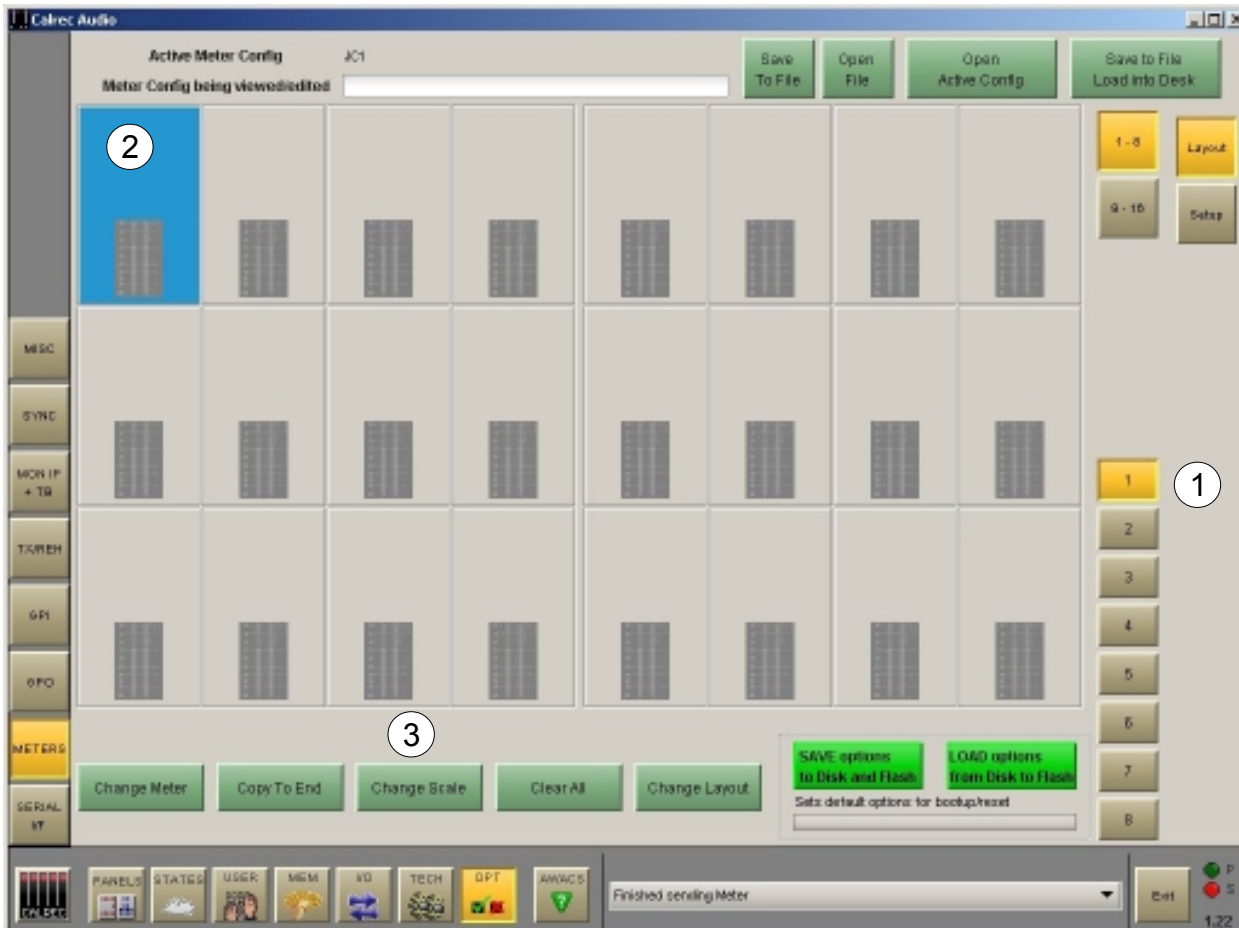 Calrec Audio
Active Meter Config JC1
Meter Config being viewed/edited
Save To File
Open File
Open Active Config
Save to File Load into Desk
2
1 - 8
Layout
9 - 16
Setup
MISC
SYNC
MON IP + TB
TX/REH
GPI
GPO
METERS
SERIAL I/F
1
1
2
3
4
5
6
7
8
3
Change Meter
Copy To End
Change Scale
Clear All
Change Layout
SAVE options to Disk and Flash
LOAD options from Disk to Flash
Sets default options for bootup/reset
CALREC
PANELS
STATES
USER
MEM
I/O
TECH
OPT
AWACS
Finished sending Meter
Exit
P
S
1.22